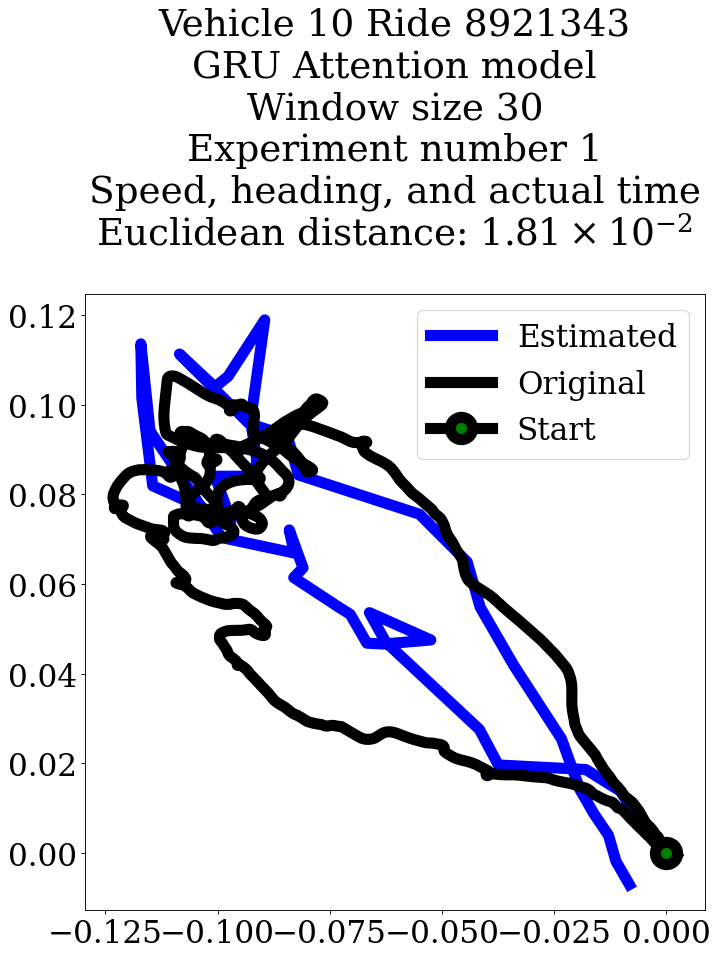 Vehicle 10 Ride 8921343
GRU Attention model
Window size 30
Experiment number 1
Speed, heading, and actual time
Euclidean distance: 1.81 × 10⁻²
0.12
0.10
0.08
0.06
0.04
0.02
0.00
Estimated
Original
Start
−0.125 −0.100 −0.075 −0.050 −0.025 0.000